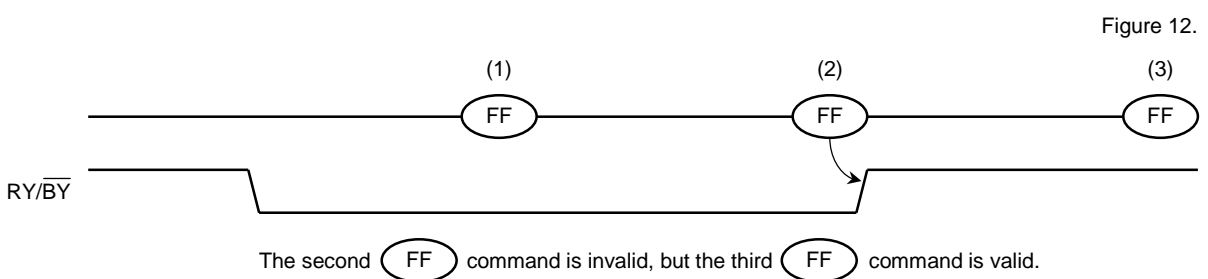 Figure 12.
(1) (2) (3)
FF FF FF
RY/BY
The second FF command is invalid, but the third FF command is valid.